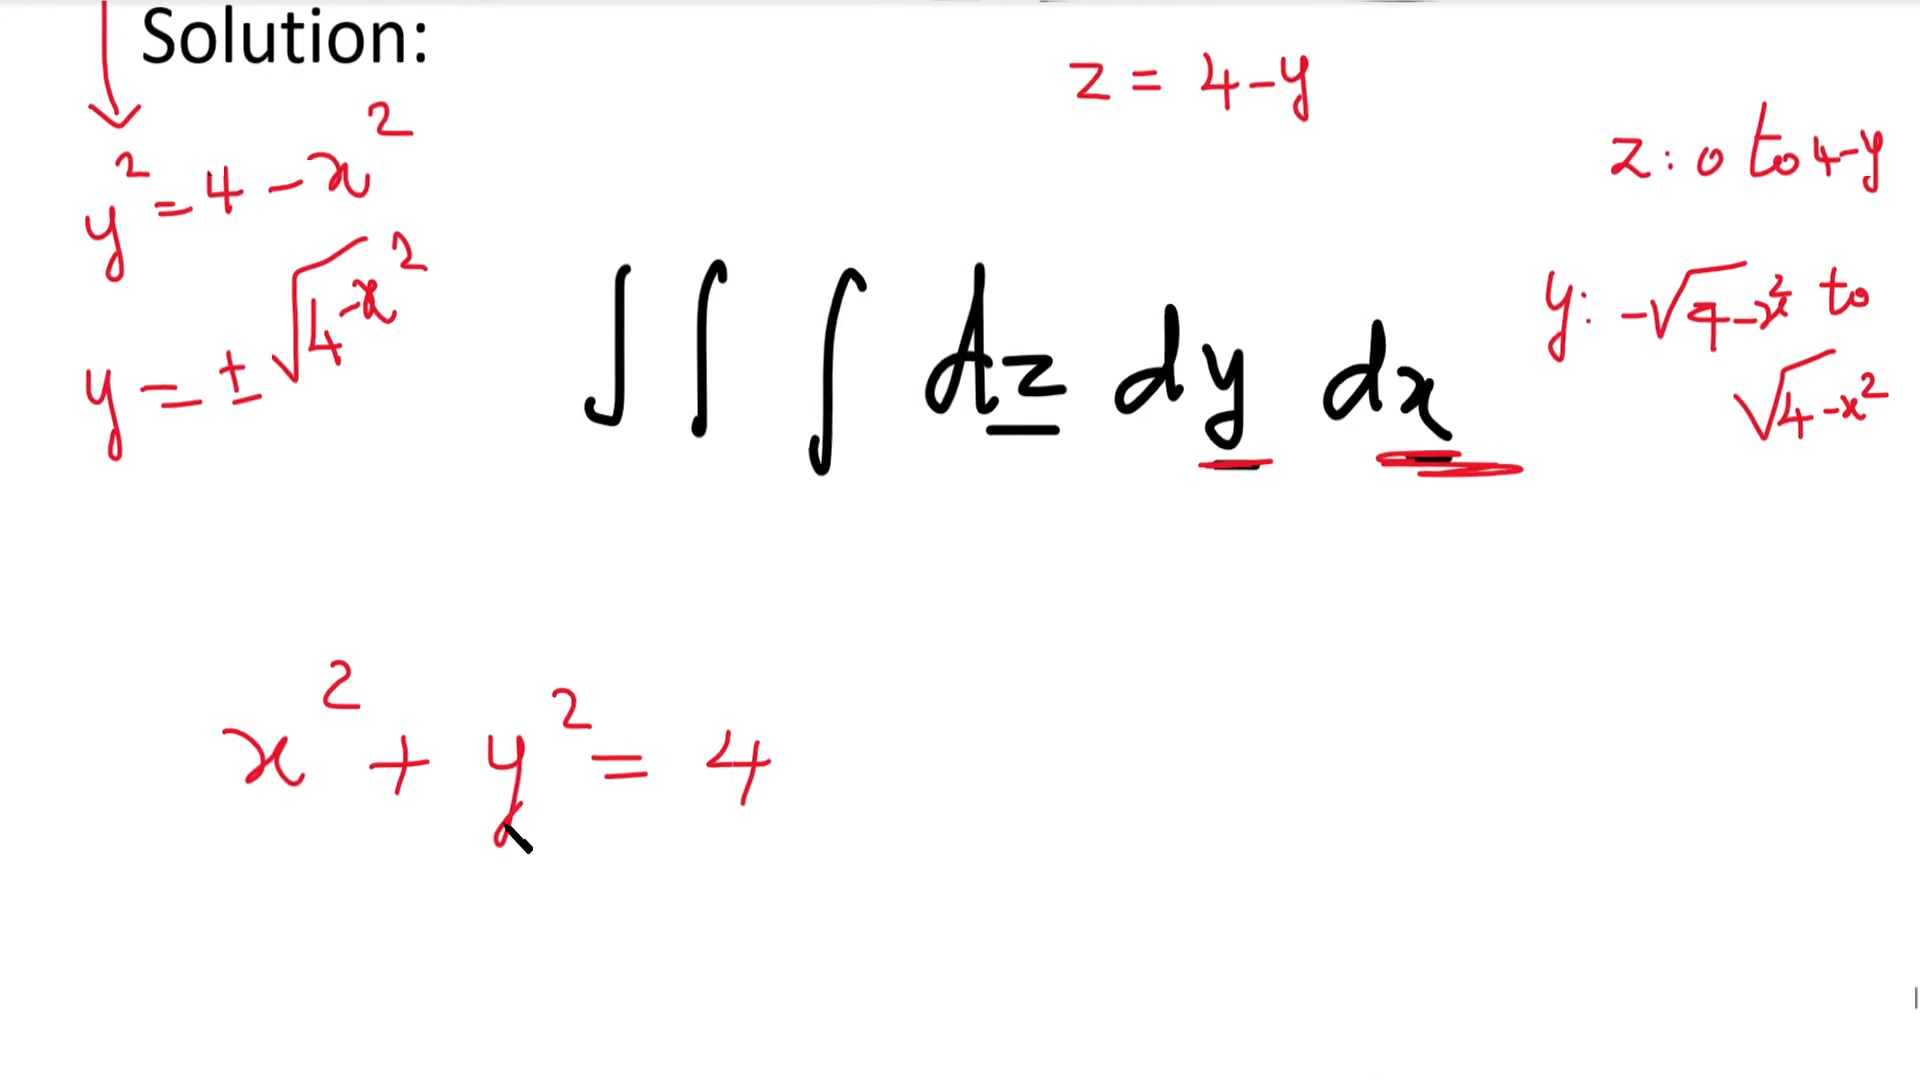 Solution:
z = 4-y
z: 0 to 4-y
y² = 4 - x²
y = ± √4-x²
∫∫∫ dz dy dx
y: -√4-x² to
√4-x²
x² + y² = 4